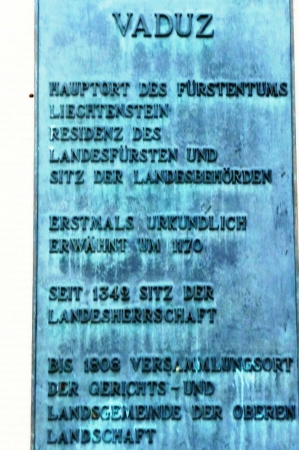 VADUZ
HAUPTORT DES FÜRSTENTUMS
LIECHTENSTEIN
RESIDENZ DES
LANDESFÜRSTEN UND
SITZ DER LANDESBEHÖRDEN
ERSTMALS URKUNDLICH
ERWÄHNT UM 1170
SEIT 1342 SITZ DER
LANDESHERRSCHAFT
BIS 1808 VERSAMMLUNGSORT
DER GERICHTS-UND
LANDSGEMEINDE DER OBEREN
LANDSCHAFT